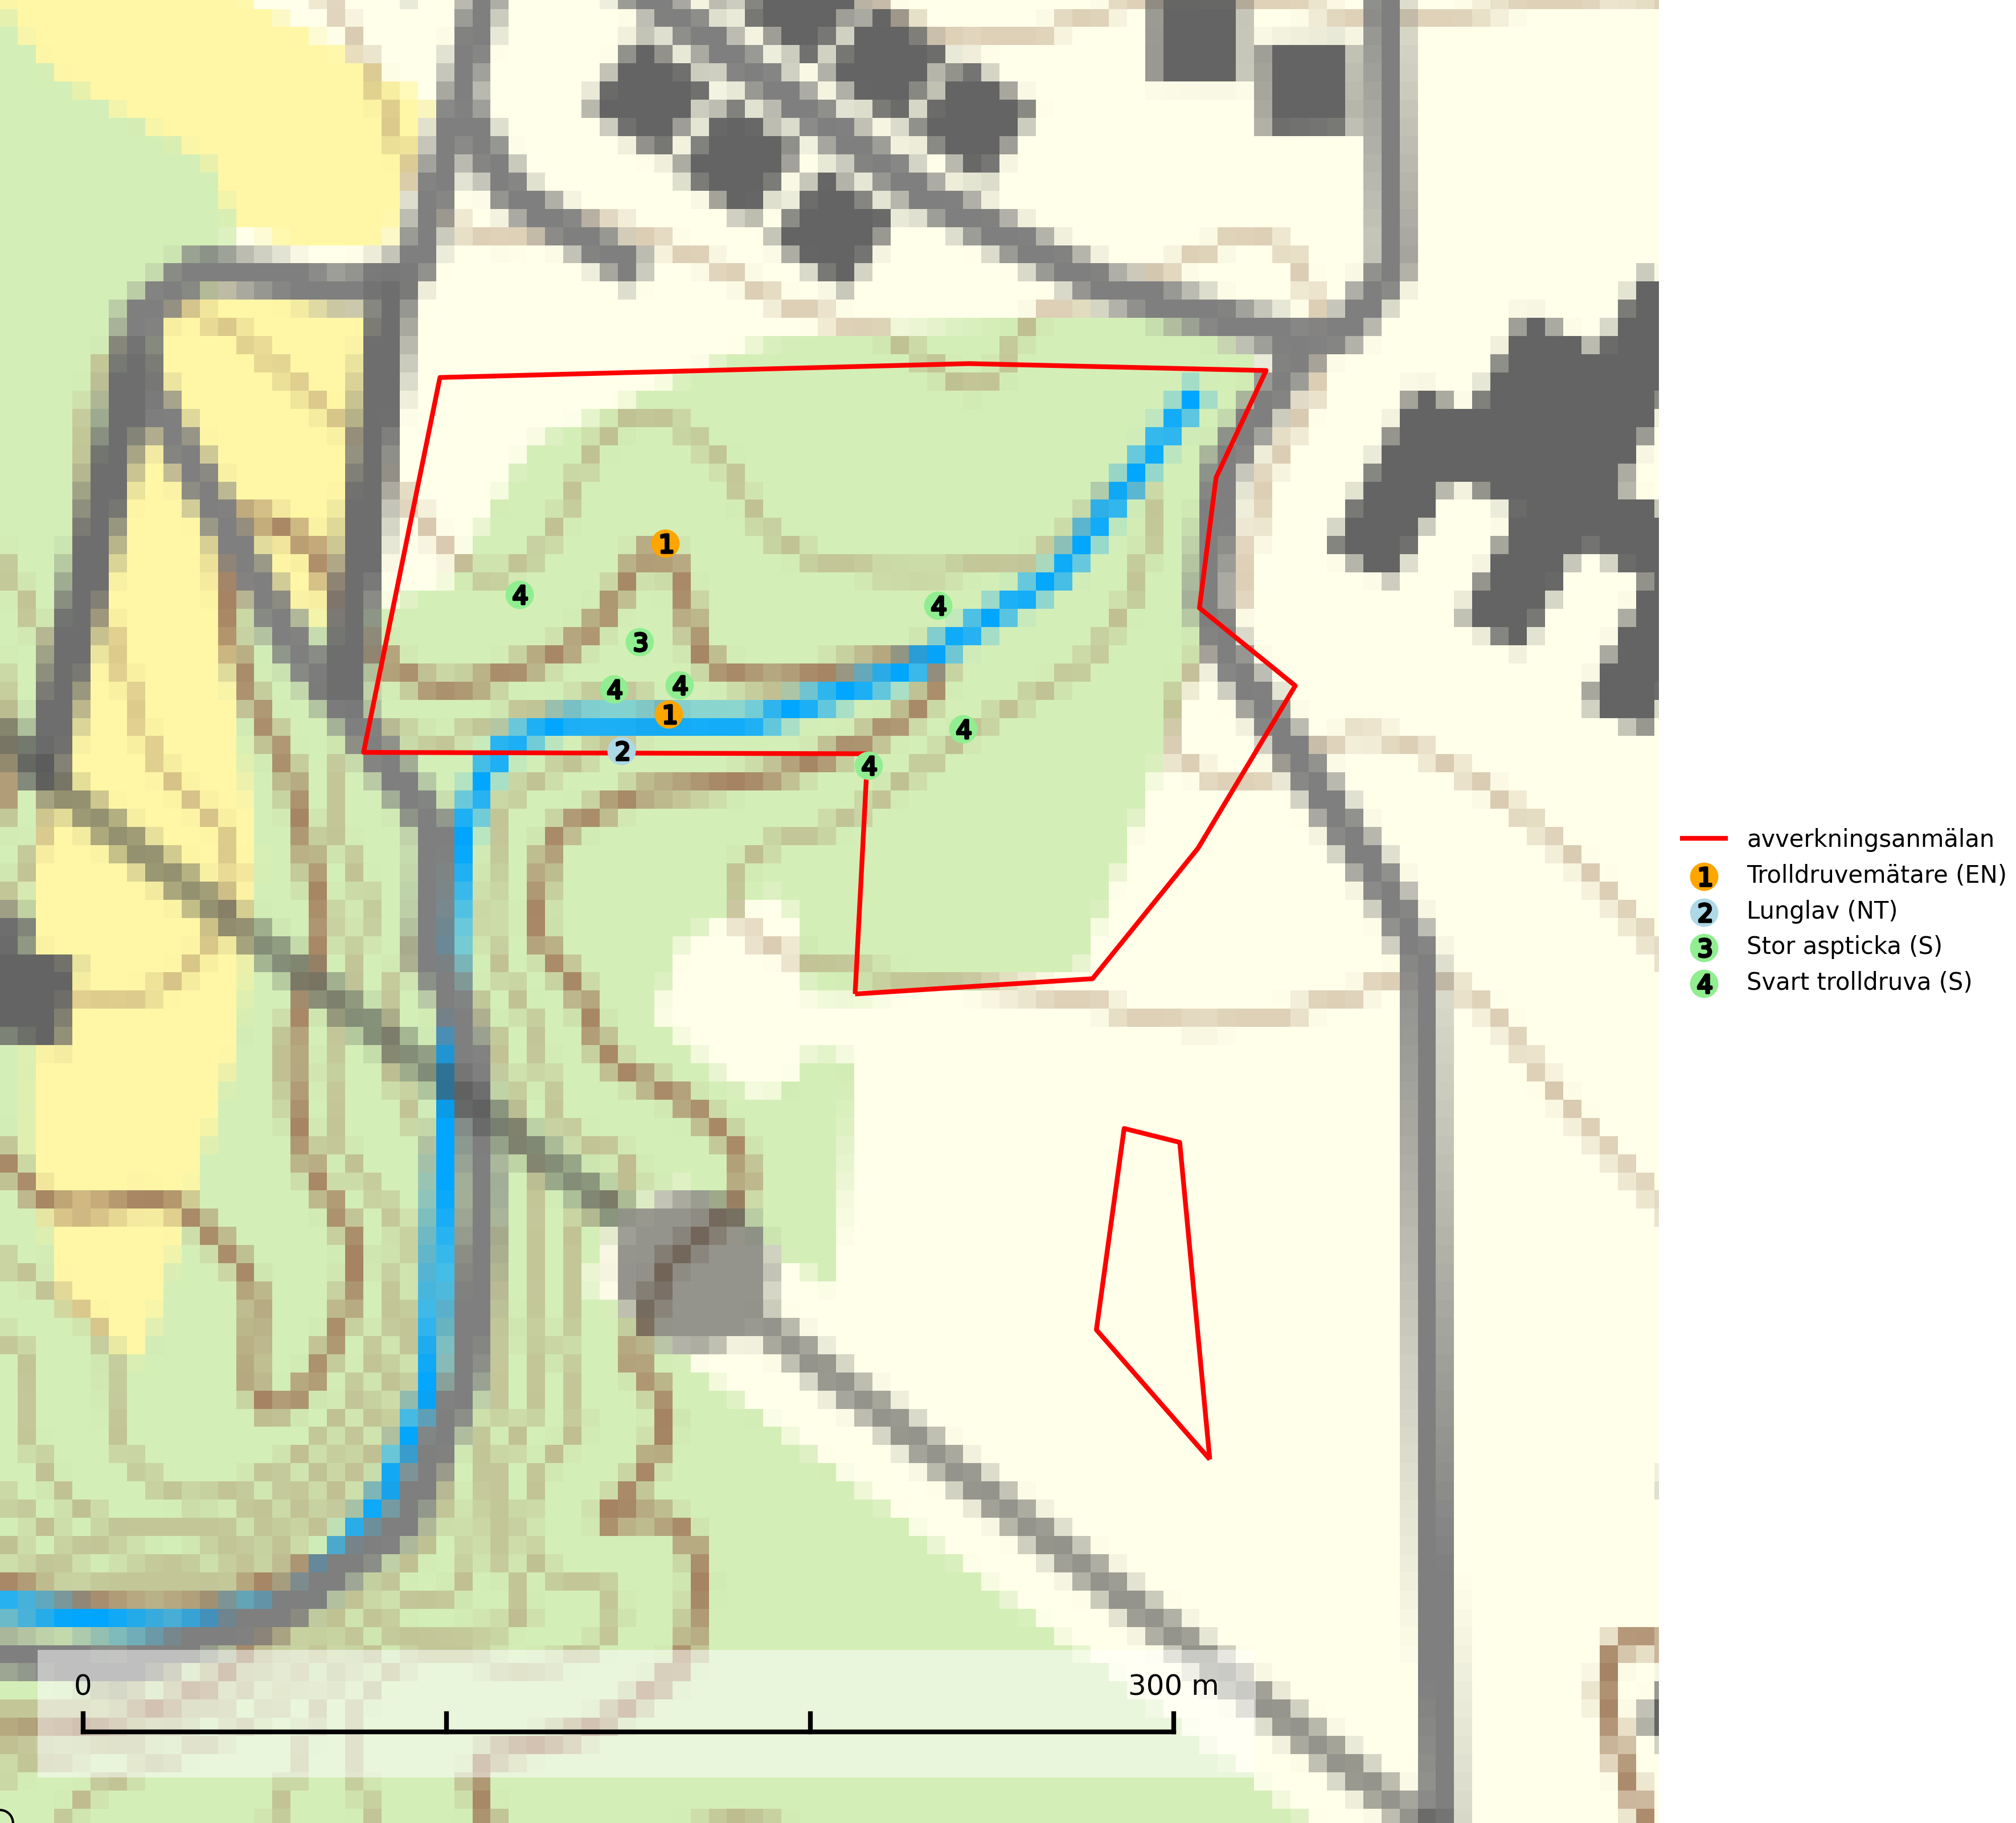 1
4
4
3
4
4
1
4
2
4
avverkningsanmälan
1 Trolldruvemätare (EN)
2 Lunglav (NT)
3 Stor aspticka (S)
4 Svart trolldruva (S)
0 300 m